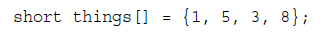 short things[] = {1, 5, 3, 8};